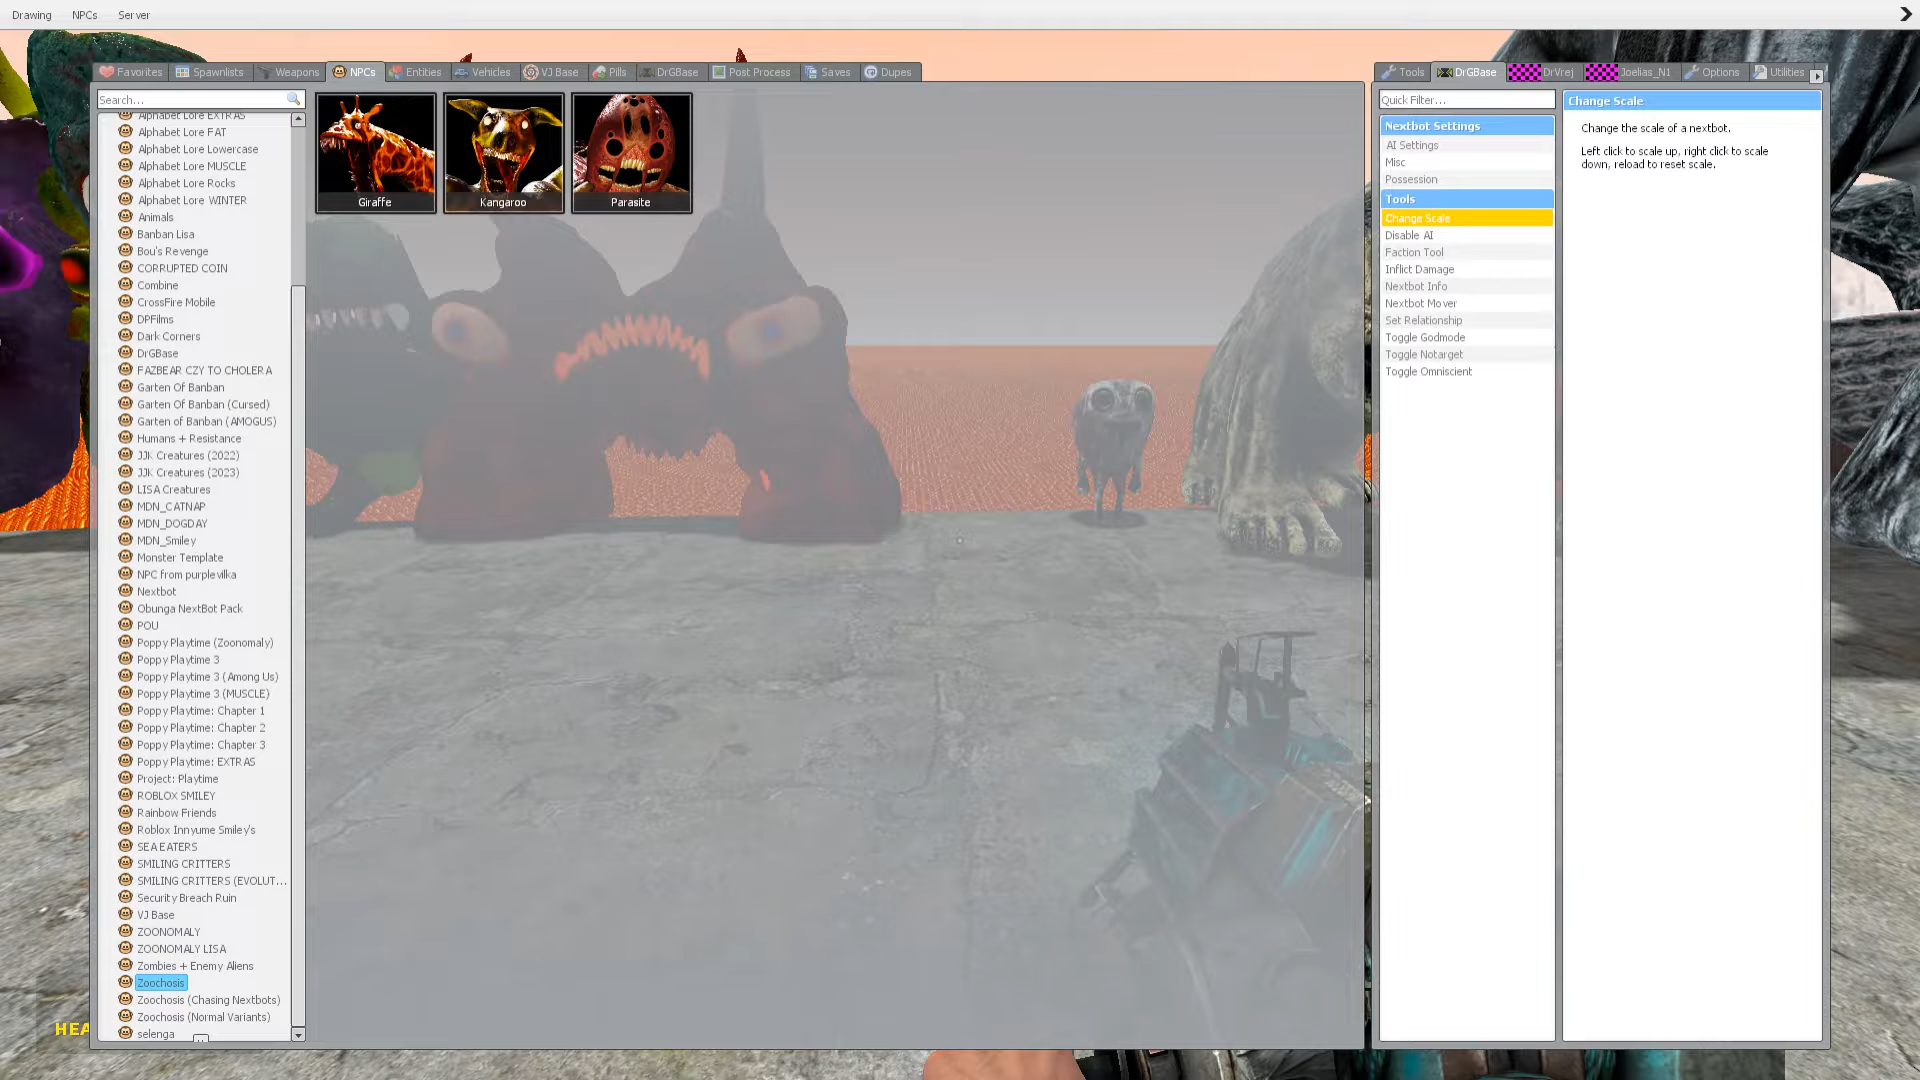 Drawing NPCs Server
Favorites Spawnlists Weapons NPCs Entities Vehicles VJ Base Pills DrGBase Post Process Saves Dupes
Search...
Alphabet Lore EXTRAS
Alphabet Lore FAT
Alphabet Lore Lowercase
Alphabet Lore MUSCLE
Alphabet Lore Rocks
Alphabet Lore WINTER
Animals
Banban Lisa
Bou's Revenge
CORRUPTED COIN
Combine
CrossFire Mobile
DPFilms
Dark Corners
DrGBase
FAZBEAR CZY TO CHOLERA
Garten Of Banban
Garten Of Banban (Cursed)
Garten of Banban (AMOGUS)
Humans + Resistance
JJK Creatures (2022)
JJK Creatures (2023)
LISA Creatures
MDN_CATNAP
MDN_DOGDAY
MDN_Smiley
Monster Template
NPC from purplevilka
Nextbot
Obunga NextBot Pack
POU
Poppy Playtime (Zoonomaly)
Poppy Playtime 3
Poppy Playtime 3 (Among Us)
Poppy Playtime 3 (MUSCLE)
Poppy Playtime: Chapter 1
Poppy Playtime: Chapter 2
Poppy Playtime: Chapter 3
Poppy Playtime: EXTRAS
Project: Playtime
ROBLOX SMILEY
Rainbow Friends
Roblox Innyume Smiley's
SEA EATERS
SMILING CRITTERS
SMILING CRITTERS (EVOLUT...
Security Breach Ruin
VJ Base
ZOONOMALY
ZOONOMALY LISA
Zombies + Enemy Aliens
Zoochosis
Zoochosis (Chasing Nextbots)
Zoochosis (Normal Variants)
selenga
HEA
Giraffe Kangaroo Parasite
Tools DrGBase DrVrej Joelias_N1 Options Utilities
Quick Filter...
Nextbot Settings
AI Settings
Misc
Possession
Tools
Change Scale
Disable AI
Faction Tool
Inflict Damage
Nextbot Info
Nextbot Mover
Set Relationship
Toggle Godmode
Toggle Notarget
Toggle Omniscient
Change Scale
Change the scale of a nextbot.
Left click to scale up, right click to scale
down, reload to reset scale.